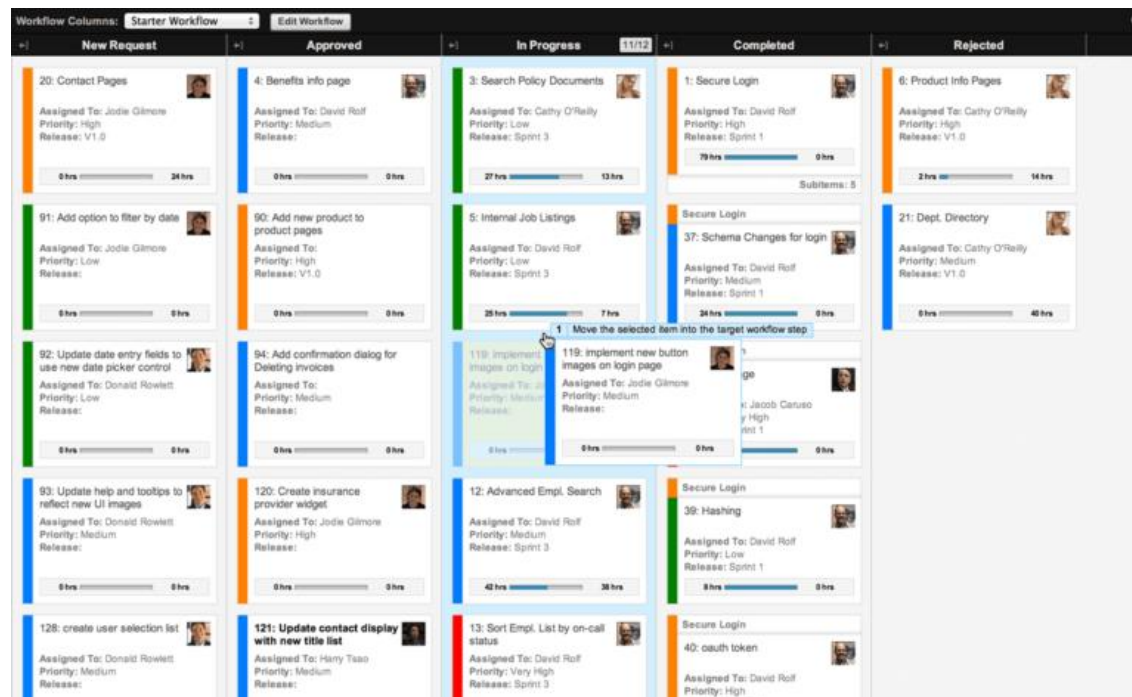 Workflow Columns: Starter Workflow Edit Workflow
New Request
Approved
In Progress 11/12
Completed
Rejected
20: Contact Pages
Assigned To: Jodie Gilmore
Priority: High
Release: V1.0
0 hrs 24 hrs
91: Add option to filter by date
Assigned To: Jodie Gilmore
Priority: Low
Release:
0 hrs 0 hrs
92: Update date entry fields to
use new date picker control
Assigned To: Donald Rowlett
Priority: Low
Release:
0 hrs 0 hrs
93: Update help and tooltips to
reflect new UI images
Assigned To: Donald Rowlett
Priority: Medium
Release:
0 hrs 0 hrs
128: create user selection list
Assigned To: Donald Rowlett
Priority: Medium
Release:
4: Benefits info page
Assigned To: David Rolf
Priority: Medium
Release:
0 hrs 0 hrs
90: Add new product to
product pages
Assigned To:
Priority: High
Release: V1.0
0 hrs 0 hrs
94: Add confirmation dialog for
Deleting invoices
Assigned To:
Priority: Medium
Release:
0 hrs 0 hrs
120: Create insurance
provider widget
Assigned To: Jodie Gilmore
Priority: High
Release:
0 hrs 0 hrs
121: Update contact display
with new title list
Assigned To: Harry Tsao
Priority: Medium
Release:
3: Search Policy Documents
Assigned To: Cathy O'Reilly
Priority: Low
Release: Sprint 3
27 hrs 13 hrs
5: Internal Job Listings
Assigned To: David Rolf
Priority: Low
Release: Sprint 3
25 hrs 7 hrs
1 Move the selected item into the target workflow step
119: implement
images on login
Assigned To:
Priority: Medium
Release:
0 hrs
119: implement new button
images on login page
Assigned To: Jodie Gilmore
Priority: Medium
Release:
0 hrs 0 hrs
12: Advanced Empl. Search
Assigned To: David Rolf
Priority: Medium
Release: Sprint 3
42 hrs 38 hrs
13: Sort Empl. List by on-call
status
Assigned To: David Rolf
Priority: Very High
Release: Sprint 3
1: Secure Login
Assigned To: David Rolf
Priority: High
Release: Sprint 1
79 hrs 0 hrs
Subitems: 5
Secure Login
37: Schema Changes for login
Assigned To: David Rolf
Priority: Medium
Release: Sprint 1
24 hrs 0 hrs
Jacob Caruso
High
0 hrs
Secure Login
39: Hashing
Assigned To: David Rolf
Priority: Low
Release: Sprint 1
8 hrs 0 hrs
Secure Login
40: oauth token
Assigned To: David Rolf
Priority: High
6: Product Info Pages
Assigned To: Cathy O'Reilly
Priority: High
Release: V1.0
2 hrs 14 hrs
21: Dept. Directory
Assigned To: Cathy O'Reilly
Priority: Medium
Release: V1.0
0 hrs 40 hrs